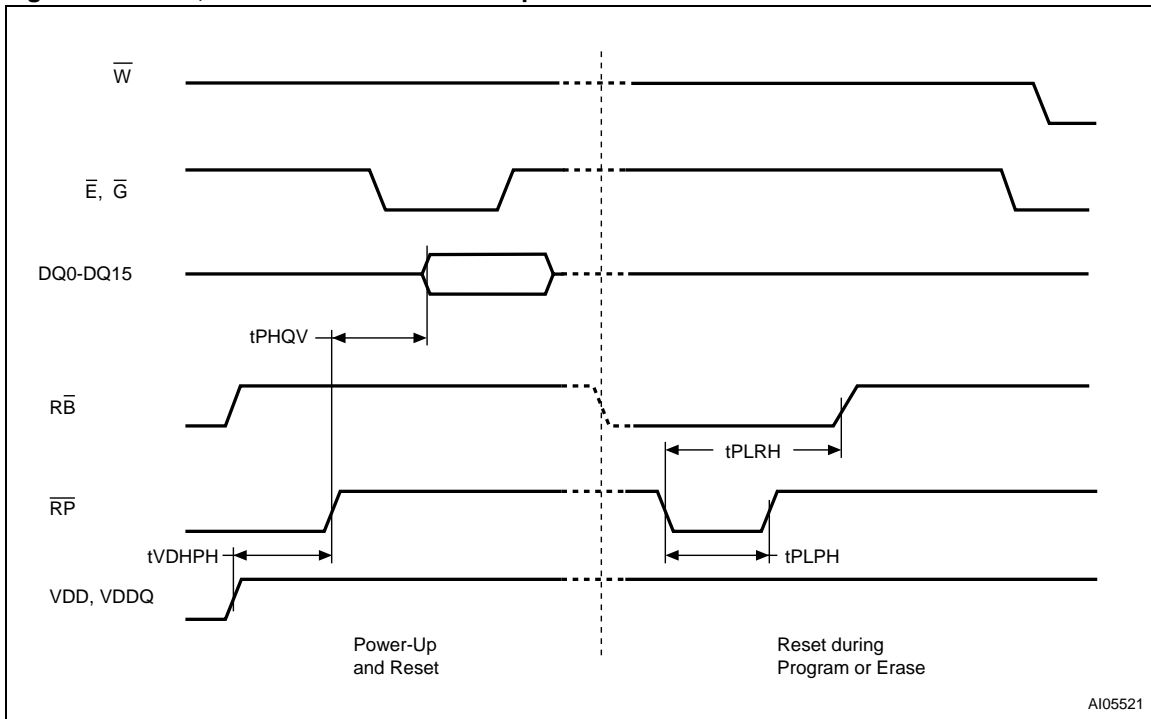 W̅
E̅, G̅
DQ0-DQ15
tPHQV
RB̅
tPLRH
R̅P̅
tVDHPH
tPLPH
VDD, VDDQ
Power-Up
and Reset
Reset during
Program or Erase
AI05521